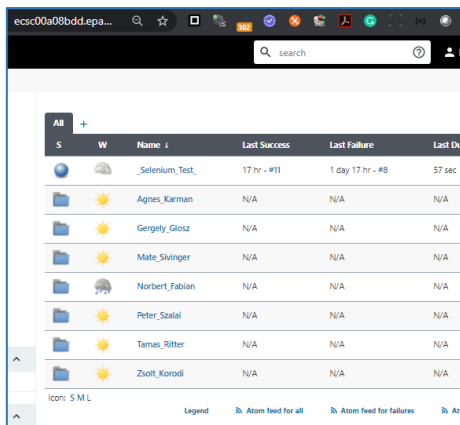 ecsc00a08bdd.epa...
302
search
All +
S W Name ↓ Last Success Last Failure Last Du
_Selenium_Test_ 17 hr - #11 1 day 17 hr - #8 57 sec
Agnes_Karman N/A N/A N/A
Gergely_Glosz N/A N/A N/A
Mate_Sivinger N/A N/A N/A
Norbert_Fabian N/A N/A N/A
Peter_Szalai N/A N/A N/A
Tamas_Ritter N/A N/A N/A
Zsolt_Korodi N/A N/A N/A
Icon: S M L
Legend Atom feed for all Atom feed for failures At